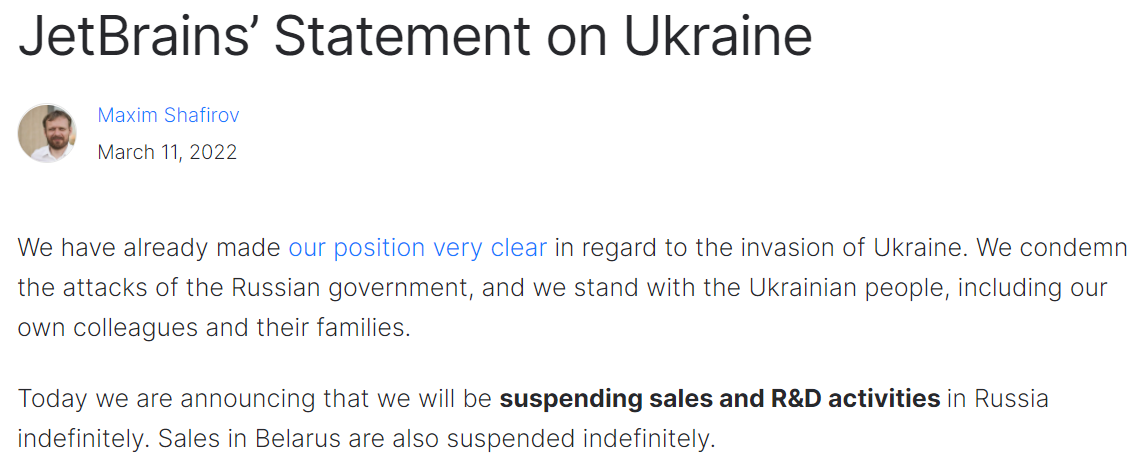 JetBrains’ Statement on Ukraine
Maxim Shafirov
March 11, 2022
We have already made our position very clear in regard to the invasion of Ukraine. We condemn
the attacks of the Russian government, and we stand with the Ukrainian people, including our
own colleagues and their families.
Today we are announcing that we will be suspending sales and R&D activities in Russia
indefinitely. Sales in Belarus are also suspended indefinitely.